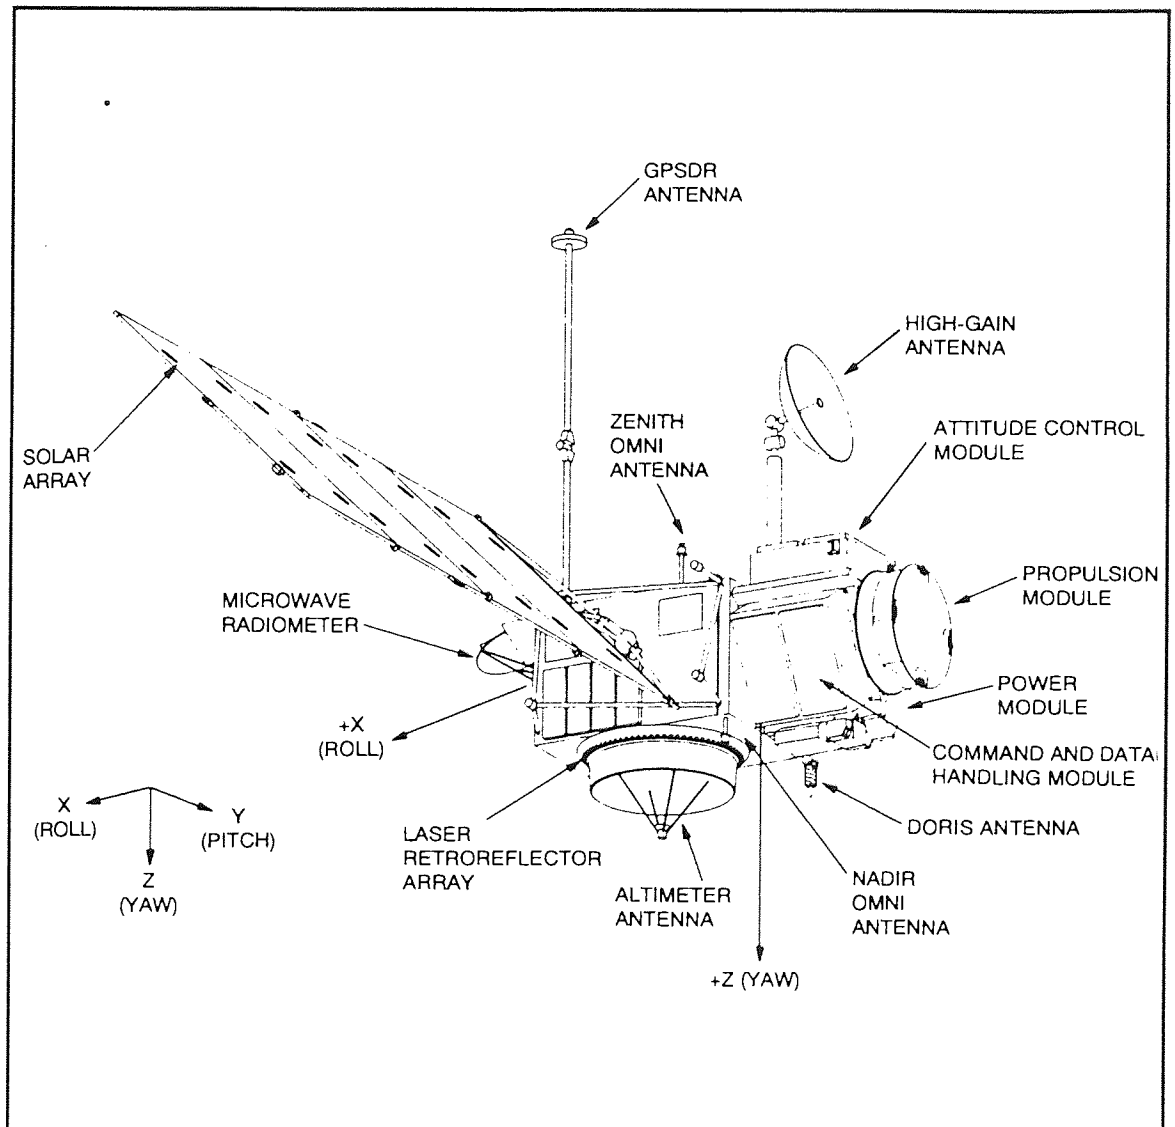 GPSDR
ANTENNA
HIGH-GAIN
ANTENNA
ZENITH
OMNI
ANTENNA
ATTITUDE CONTROL
MODULE
SOLAR
ARRAY
PROPULSION
MODULE
MICROWAVE
RADIOMETER
POWER
MODULE
+X
(ROLL)
COMMAND AND DATA
HANDLING MODULE
X
(ROLL)
Y
(PITCH)
Z
(YAW)
DORIS ANTENNA
LASER
RETROREFLECTOR
ARRAY
ALTIMETER
ANTENNA
NADIR
OMNI
ANTENNA
+Z (YAW)